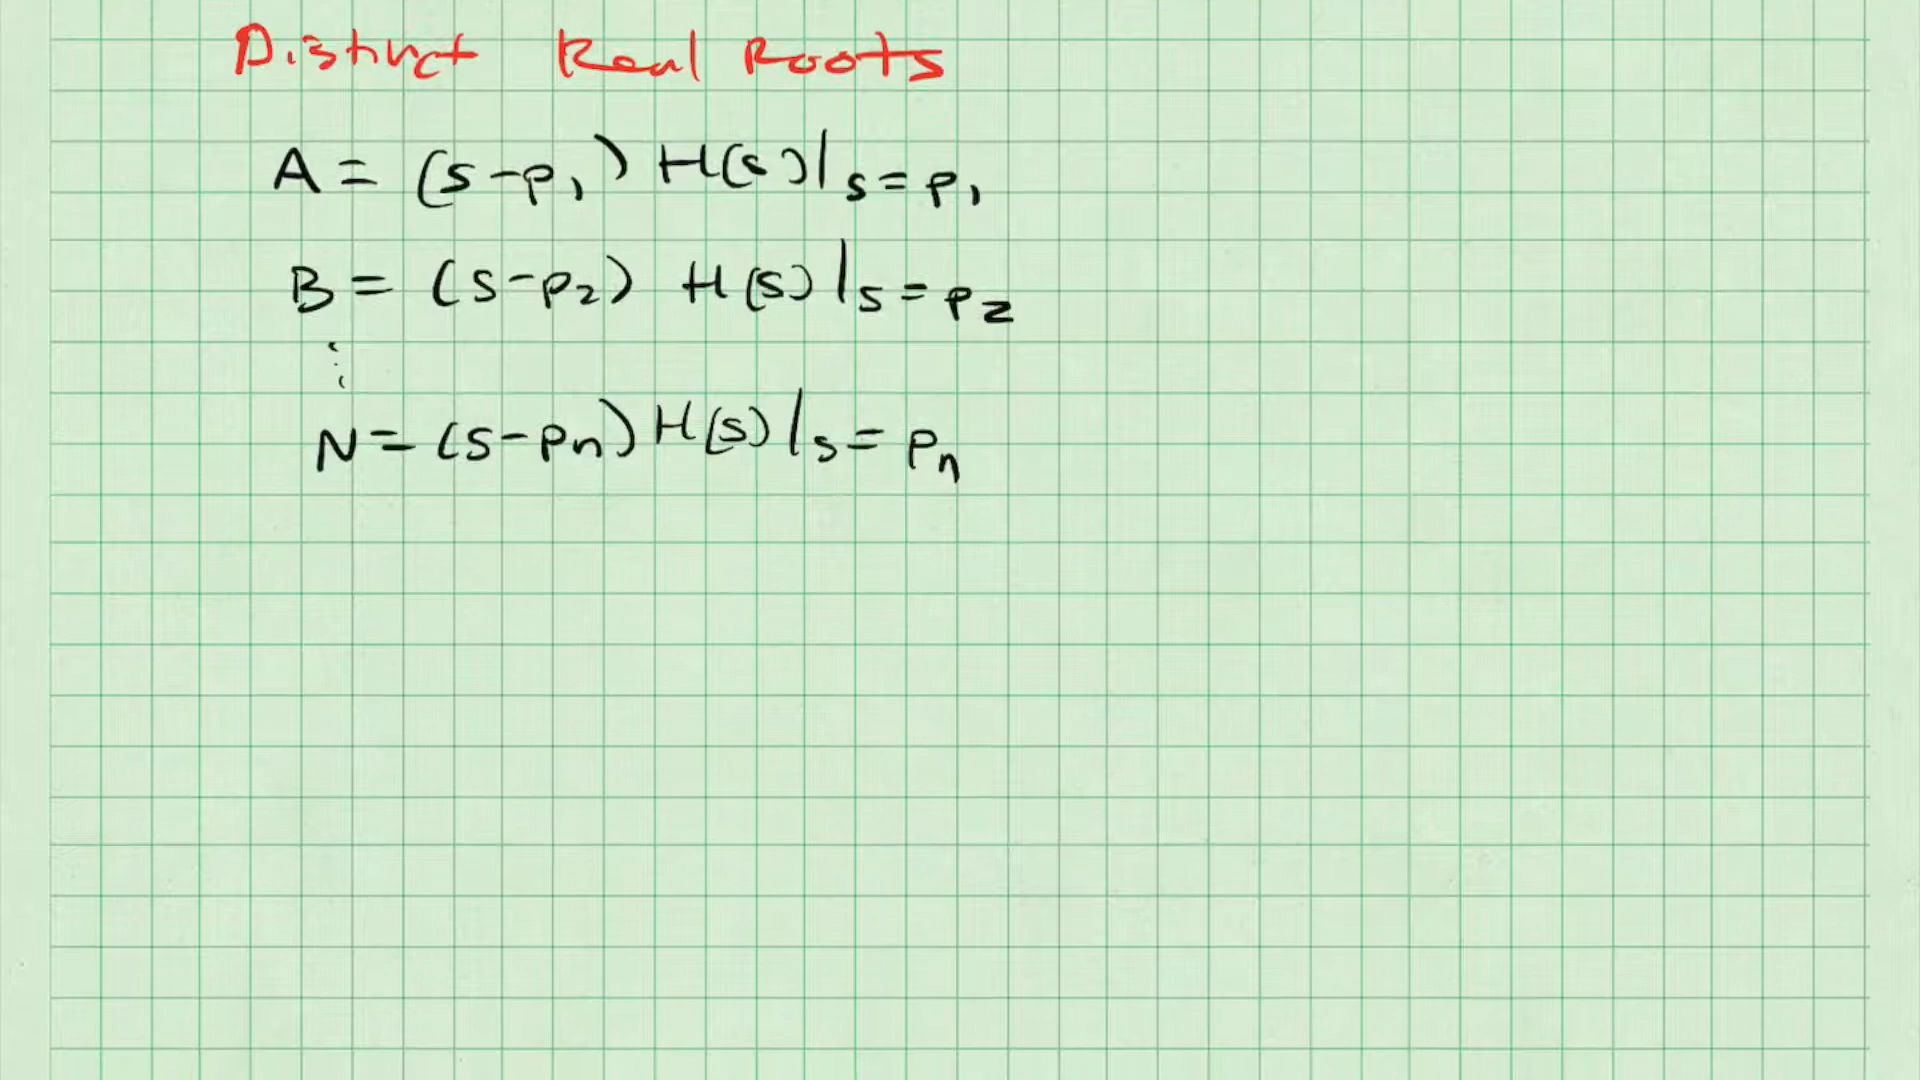 Distinct Real Roots
A = (s-p₁) H(s)|s=p₁
B = (s-p₂) H(s)|s=p₂
⋮
N = (s-pn) H(s)|s=pn